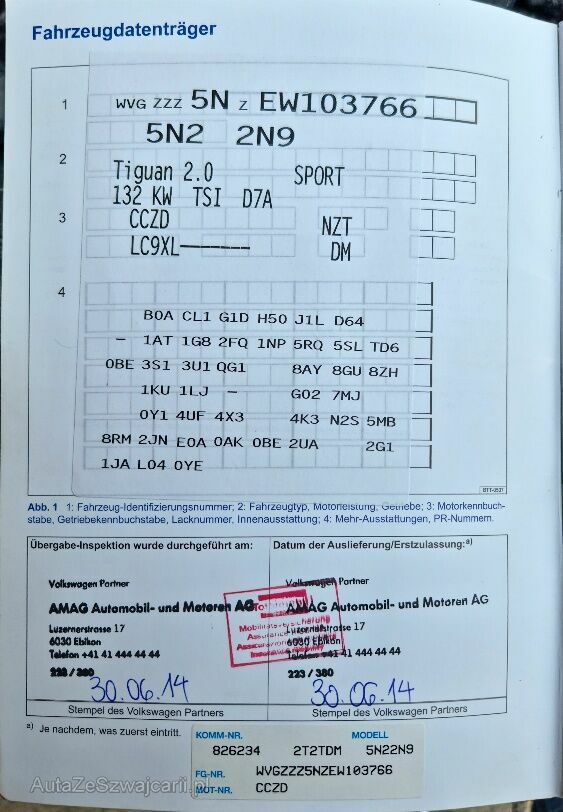 Fahrzeugdatenträger
1 WVG ZZZ 5N Z EW103766
5N2 2N9
2 Tiguan 2.0 SPORT
132 KW TSI D7A
3 CCZD NZT
LC9XL——— DM
4
B0A CL1 G1D H50 J1L D64
– 1AT 1G8 2FQ 1NP 5RQ 5SL TD6
0BE 3S1 3U1 QG1 8AY 8GU 8ZH
1KU 1LJ – G02 7MJ
0Y1 4UF 4X3 4K3 N2S 5MB
8RM 2JN E0A 0AK 0BE 2UA 2G1
1JA L04 0YE
Abb. 1 1: Fahrzeug-Identifizierungsnummer; 2: Fahrzeugtyp, Motorleistung, Getriebe; 3: Motorkennbuch-
stabe, Getriebekennbuchstabe, Lacknummer, Innenausstattung; 4: Mehr-Ausstattungen, PR-Nummern.
Übergabe-Inspektion wurde durchgeführt am: Datum der Auslieferung/Erstzulassung:a)
Volkswagen Partner Volkswagen Partner
AMAG Automobil- und Motoren AG AMAG Automobil- und Motoren AG
Luzernerstrasse 17 Luzernerstrasse 17
6030 Ebikon 6030 Ebikon
Telefon +41 41 444 44 44 Telefon +41 41 444 44 44
223 / 380 223 / 380
Mobilitätsversicherung
30.06.14 30.06.14
Stempel des Volkswagen Partners Stempel des Volkswagen Partners
a) Je nachdem, was zuerst eintritt.
KOMM-NR. MODELL
826234 2T2TDM 5N22N9
FG-NR. WVGZZZ5NZEW103766
MOT-NR. CCZD
AutaZeSzwajcarii.pl